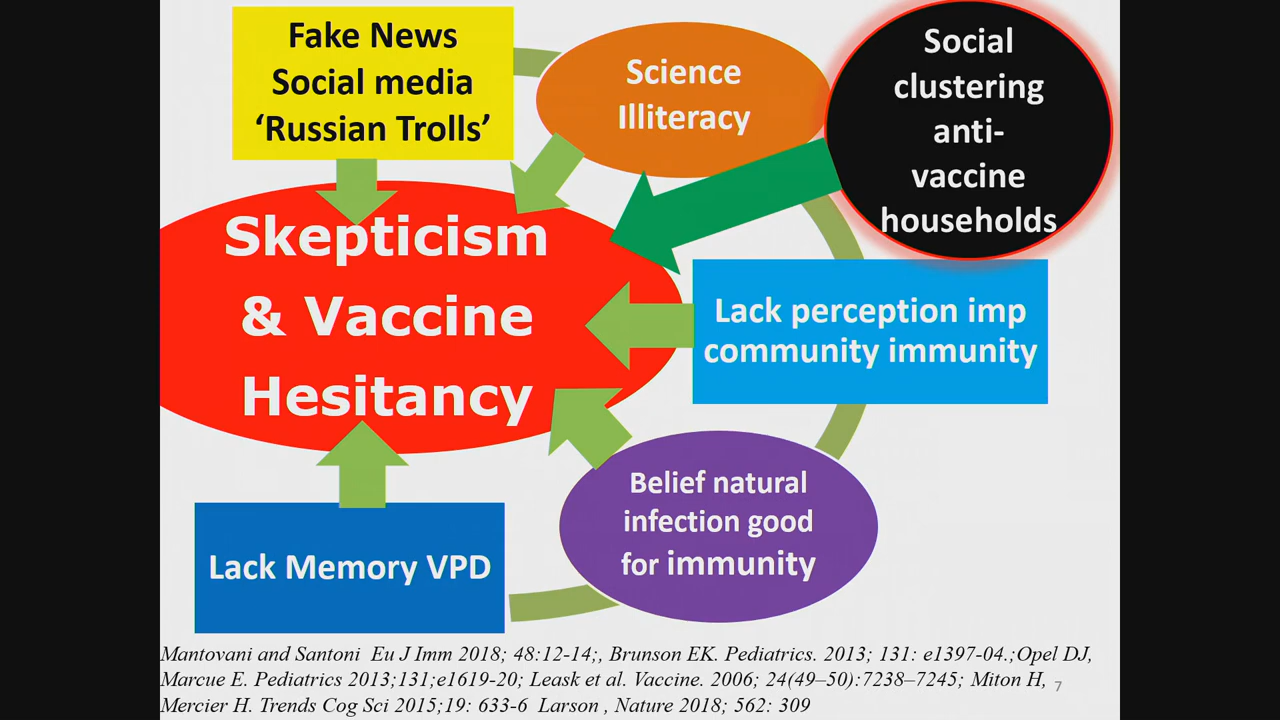 Fake News
Social media
‘Russian Trolls’
Science
Illiteracy
Social
clustering
anti-
vaccine
households
Skepticism
& Vaccine
Hesitancy
Lack perception imp
community immunity
Belief natural
infection good
for immunity
Lack Memory VPD
Mantovani and Santoni Eu J Imm 2018; 48:12-14;, Brunson EK. Pediatrics. 2013; 131: e1397-04.;Opel DJ,
Marcue E. Pediatrics 2013;131;e1619-20; Leask et al. Vaccine. 2006; 24(49–50):7238–7245; Miton H,
Mercier H. Trends Cog Sci 2015;19: 633-6 Larson , Nature 2018; 562: 309
7